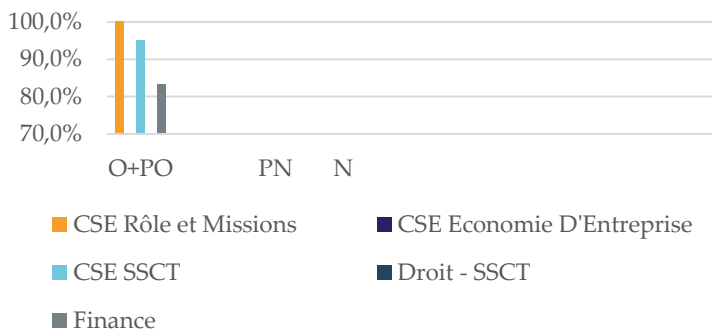 100,0%
90,0%
80,0%
70,0%
O+PO PN N
CSE Rôle et Missions CSE Economie D'Entreprise
CSE SSCT Droit - SSCT
Finance